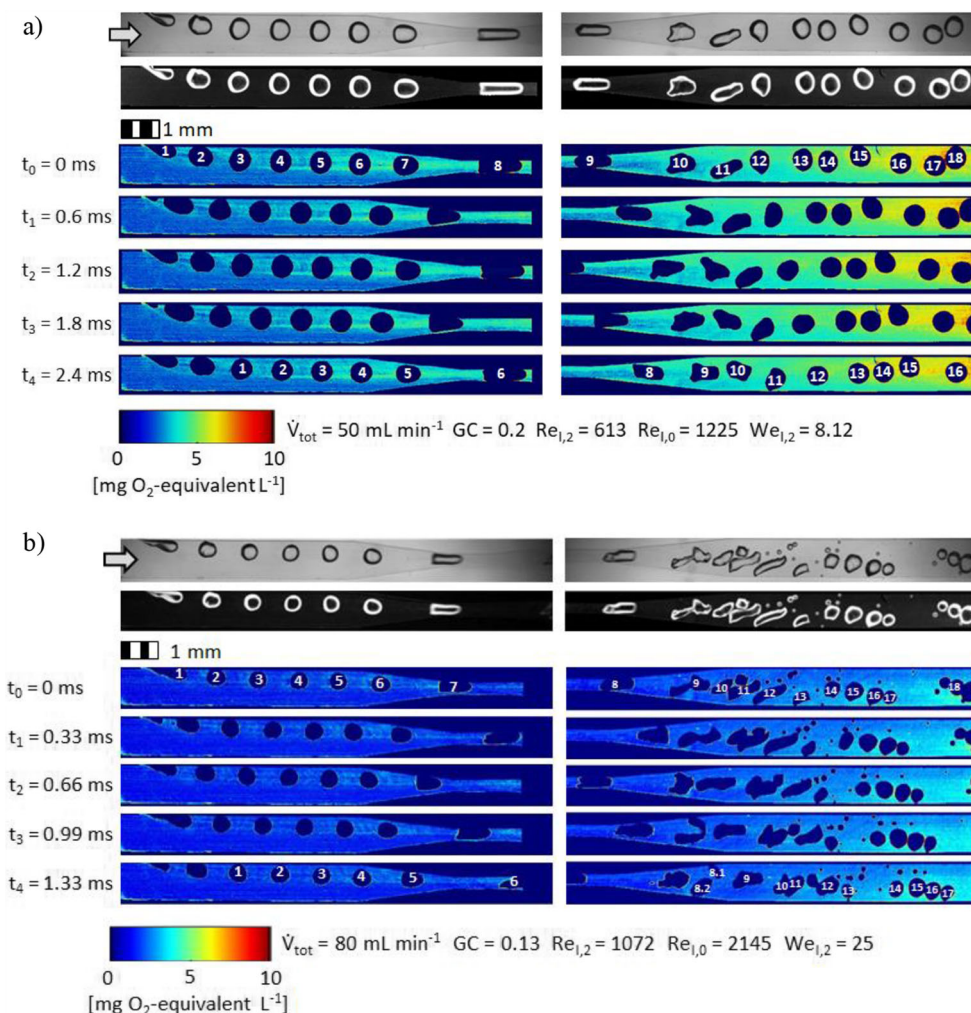 a)
1 mm
t0 = 0 ms 1 2 3 4 5 6 7 8 9 10 11 12 13 14 15 16 17 18
t1 = 0.6 ms
t2 = 1.2 ms
t3 = 1.8 ms
t4 = 2.4 ms 1 2 3 4 5 6 8 9 10 11 12 13 14 15 16
V̇tot = 50 mL min⁻¹ GC = 0.2 Rel,2 = 613 Rel,0 = 1225 Wel,2 = 8.12
0 5 10
[mg O2-equivalent L⁻¹]
b)
1 mm
t0 = 0 ms 1 2 3 4 5 6 7 8 9 10 11 12 13 14 15 16 17 18
t1 = 0.33 ms
t2 = 0.66 ms
t3 = 0.99 ms
t4 = 1.33 ms 1 2 3 4 5 6 8.1 8.2 9 10 11 12 13 14 15 16 17
V̇tot = 80 mL min⁻¹ GC = 0.13 Rel,2 = 1072 Rel,0 = 2145 Wel,2 = 25
0 5 10
[mg O2-equivalent L⁻¹]